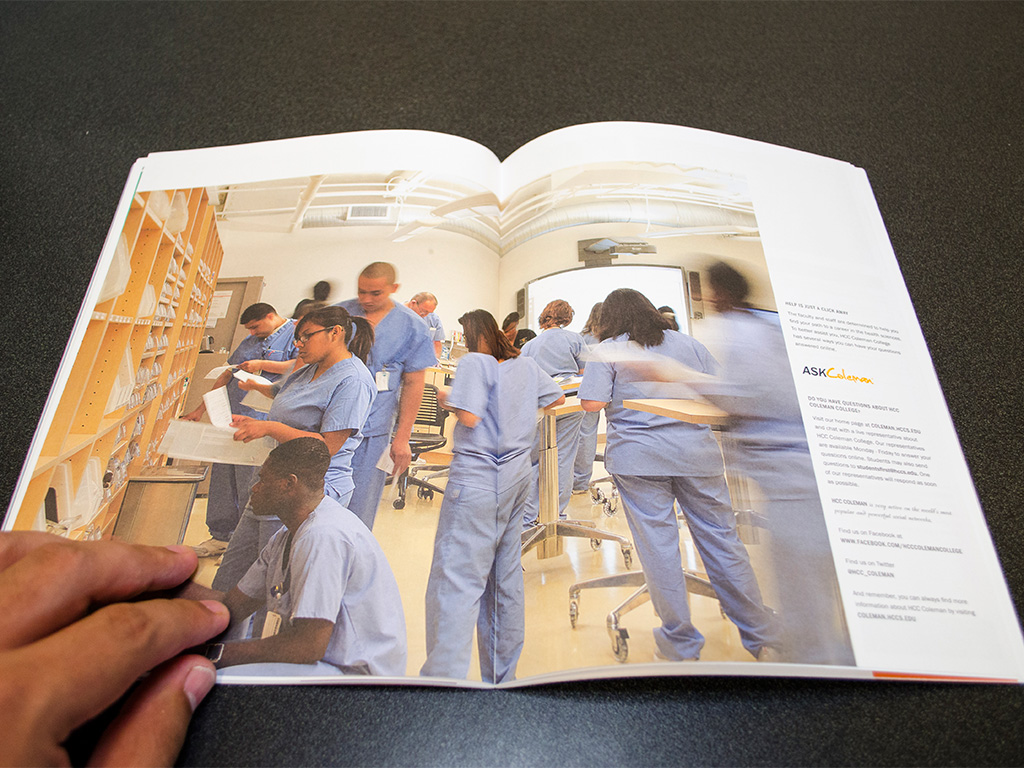 HELP IS JUST A CLICK AWAY
Your faculty and staff are determined to help you
find your path to a career in the health sciences.
To better assist you, HCC Coleman College
has several ways you can have your questions
answered online.
ASKColeman
DO YOU HAVE QUESTIONS ABOUT HCC
COLEMAN COLLEGE?
Visit our home page at COLEMAN.HCCS.EDU
and chat with a live representative about
HCC Coleman College. Our representatives
are available Monday - Friday to answer your
questions online. Students may also send
questions to One
of our representatives will respond as soon
as possible.
HCC COLEMAN is very active on the world's most
popular and powerful social networks.
Find us on Facebook at
WWW.FACEBOOK.COM/HCCCOLEMANCOLLEGE
Find us on Twitter
@HCC_COLEMAN
And remember, you can always find more
information about HCC Coleman by visiting
COLEMAN.HCCS.EDU